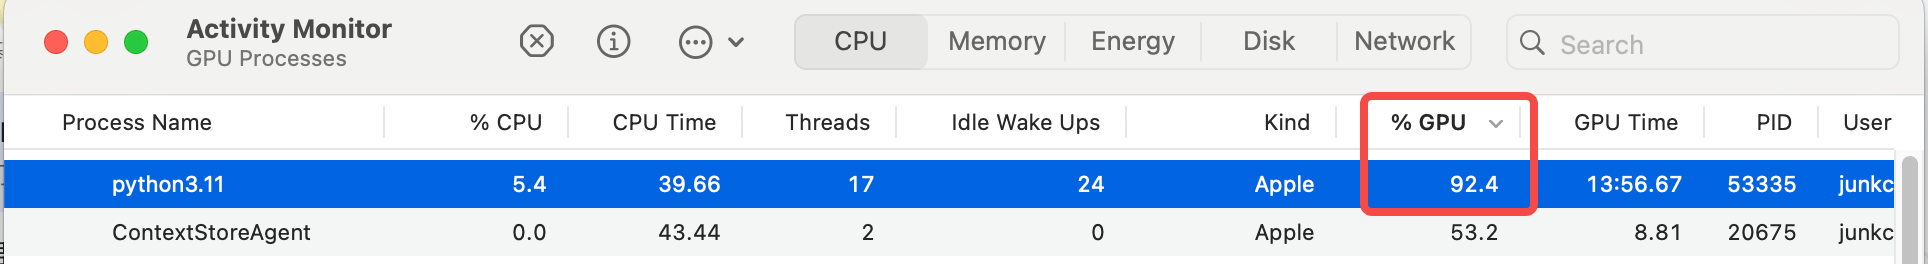 Activity Monitor
GPU Processes
CPU Memory Energy Disk Network
Search
Process Name % CPU CPU Time Threads Idle Wake Ups Kind % GPU GPU Time PID User
python3.11 5.4 39.66 17 24 Apple 92.4 13:56.67 53335 junkc
ContextStoreAgent 0.0 43.44 2 0 Apple 53.2 8.81 20675 junkc